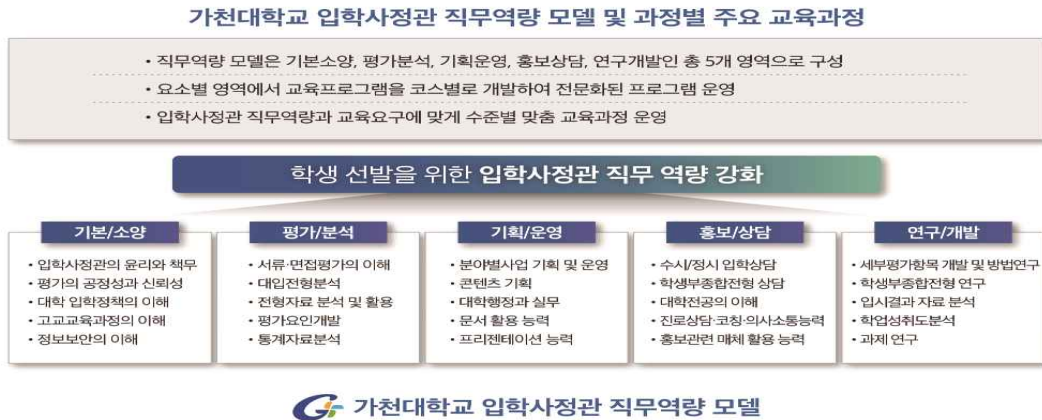 가천대학교 입학사정관 직무역량 모델 및 과정별 주요 교육과정
• 직무역량 모델은 기본소양, 평가분석, 기획운영, 홍보상담, 연구개발인 총 5개 영역으로 구성
• 요소별 영역에서 교육프로그램을 코스별로 개발하여 전문화된 프로그램 운영
• 입학사정관 직무역량과 교육요구에 맞게 수준별 맞춤 교육과정 운영
학생 선발을 위한 입학사정관 직무 역량 강화
기본/소양
• 입학사정관의 윤리와 책무
• 평가의 공정성과 신뢰성
• 대학 입학정책의 이해
• 고교교육과정의 이해
• 정보보안의 이해
평가/분석
• 서류·면접평가의 이해
• 대입전형분석
• 전형자료 분석 및 활용
• 평가요인개발
• 통계자료분석
기획/운영
• 분야별사업 기획 및 운영
• 콘텐츠 기획
• 대학행정과 실무
• 문서 활용 능력
• 프리젠테이션 능력
홍보/상담
• 수시/정시 입학상담
• 학생부종합전형 상담
• 대학전공의 이해
• 진로상담·코칭·의사소통능력
• 홍보관련 매체 활용 능력
연구/개발
• 세부평가항목 개발 및 방법연구
• 학생부종합전형 연구
• 입시결과 자료 분석
• 학업성취도분석
• 과제 연구
가천대학교 입학사정관 직무역량 모델